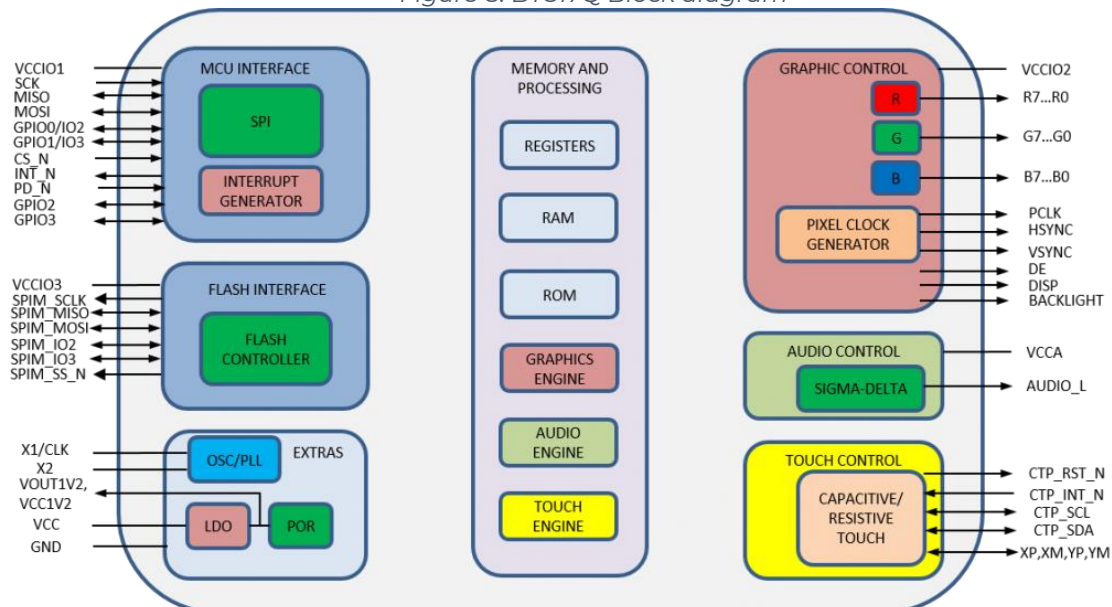 VCCIO1
SCK
MISO
MOSI
GPIO0/IO2
GPIO1/IO3
CS_N
INT_N
PD_N
GPIO2
GPIO3
MCU INTERFACE
SPI
INTERRUPT
GENERATOR
VCCIO3
SPIM_SCLK
SPIM_MISO
SPIM_MOSI
SPIM_IO2
SPIM_IO3
SPIM_SS_N
FLASH INTERFACE
FLASH
CONTROLLER
X1/CLK
X2
VOUT1V2,
VCC1V2
VCC
GND
OSC/PLL
EXTRAS
LDO
POR
MEMORY AND
PROCESSING
REGISTERS
RAM
ROM
GRAPHICS
ENGINE
AUDIO
ENGINE
TOUCH
ENGINE
GRAPHIC CONTROL
R
G
B
PIXEL CLOCK
GENERATOR
VCCIO2
R7...R0
G7...G0
B7...B0
PCLK
HSYNC
VSYNC
DE
DISP
BACKLIGHT
AUDIO CONTROL
SIGMA-DELTA
VCCA
AUDIO_L
TOUCH CONTROL
CAPACITIVE/
RESISTIVE
TOUCH
CTP_RST_N
CTP_INT_N
CTP_SCL
CTP_SDA
XP,XM,YP,YM